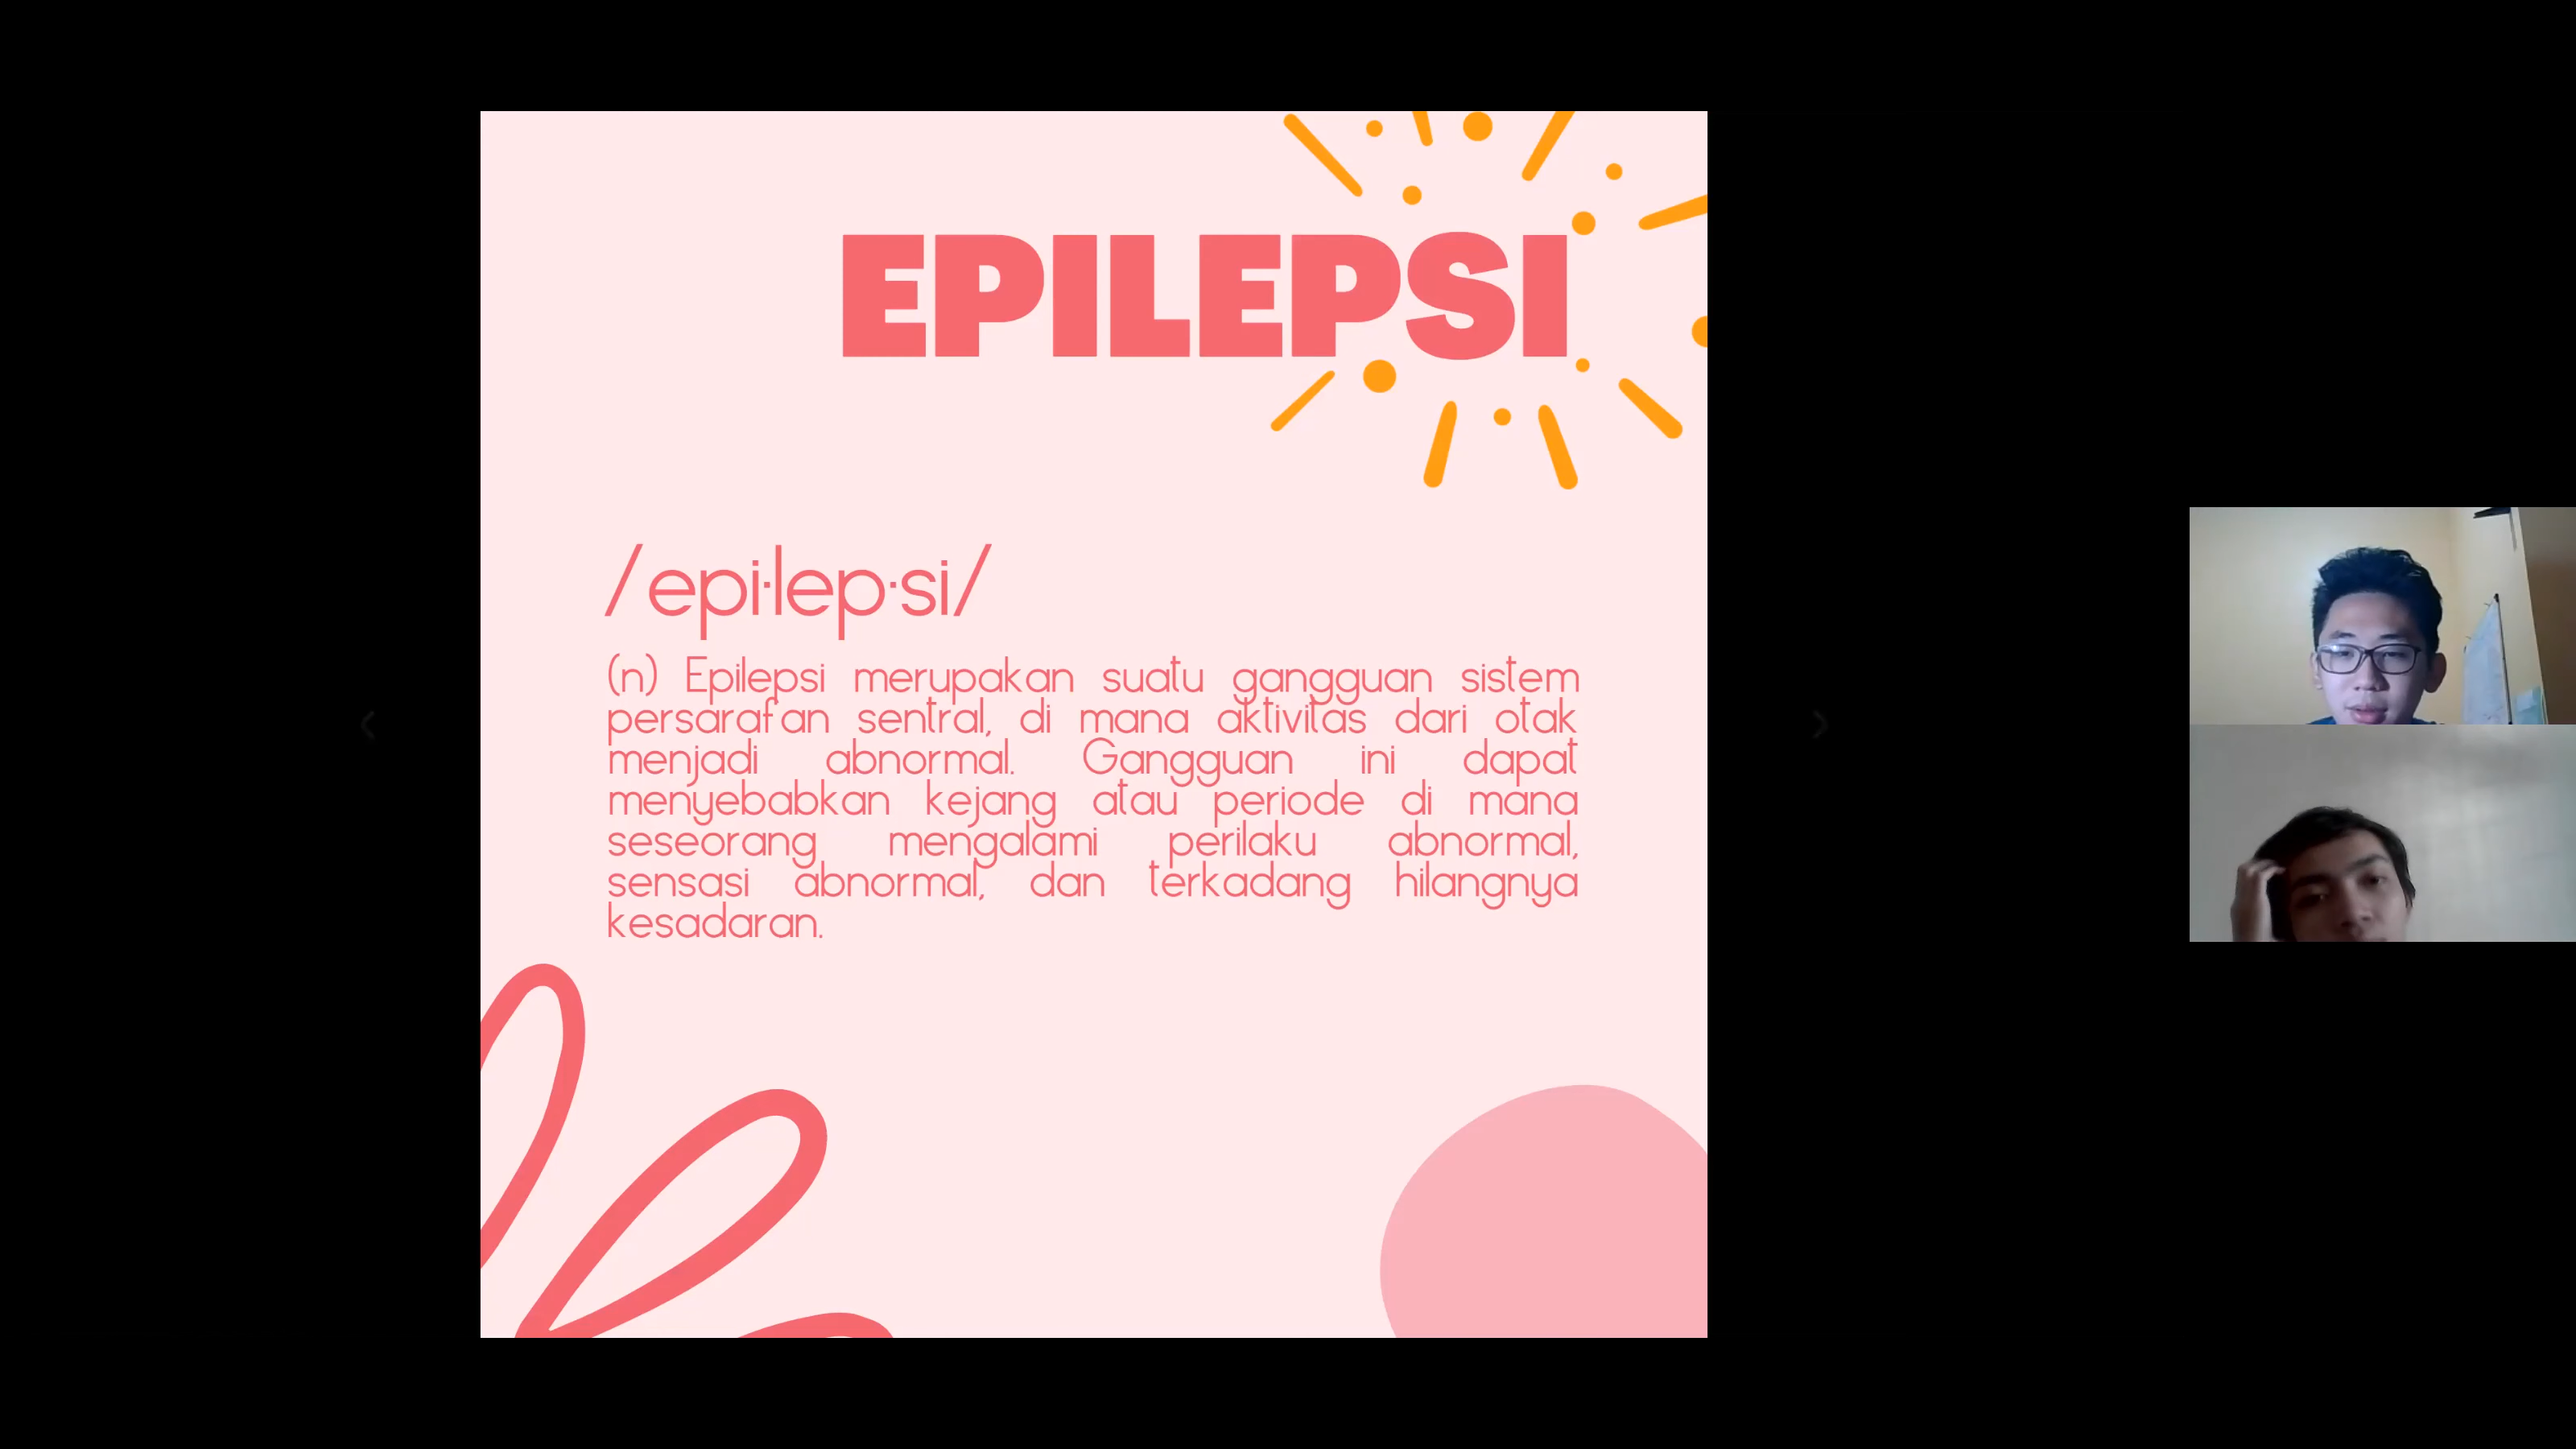 EPILEPSI
/epi·lep·si/
(n) Epilepsi merupakan suatu gangguan sistem
persarafan sentral, di mana aktivitas dari otak
menjadi abnormal. Gangguan ini dapat
menyebabkan kejang atau periode di mana
seseorang mengalami perilaku abnormal,
sensasi abnormal, dan terkadang hilangnya
kesadaran.